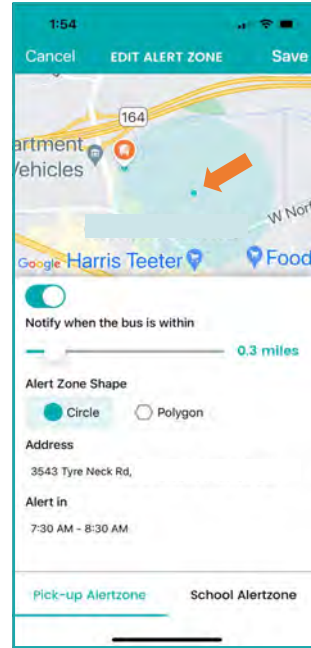 1:54
Cancel EDIT ALERT ZONE Save
164
artment
Vehicles
W Nor
Google Harris Teeter Food
Notify when the bus is within
0.3 miles
Alert Zone Shape
Circle Polygon
Address
3543 Tyre Neck Rd,
Alert in
7:30 AM - 8:30 AM
Pick-up Alertzone School Alertzone